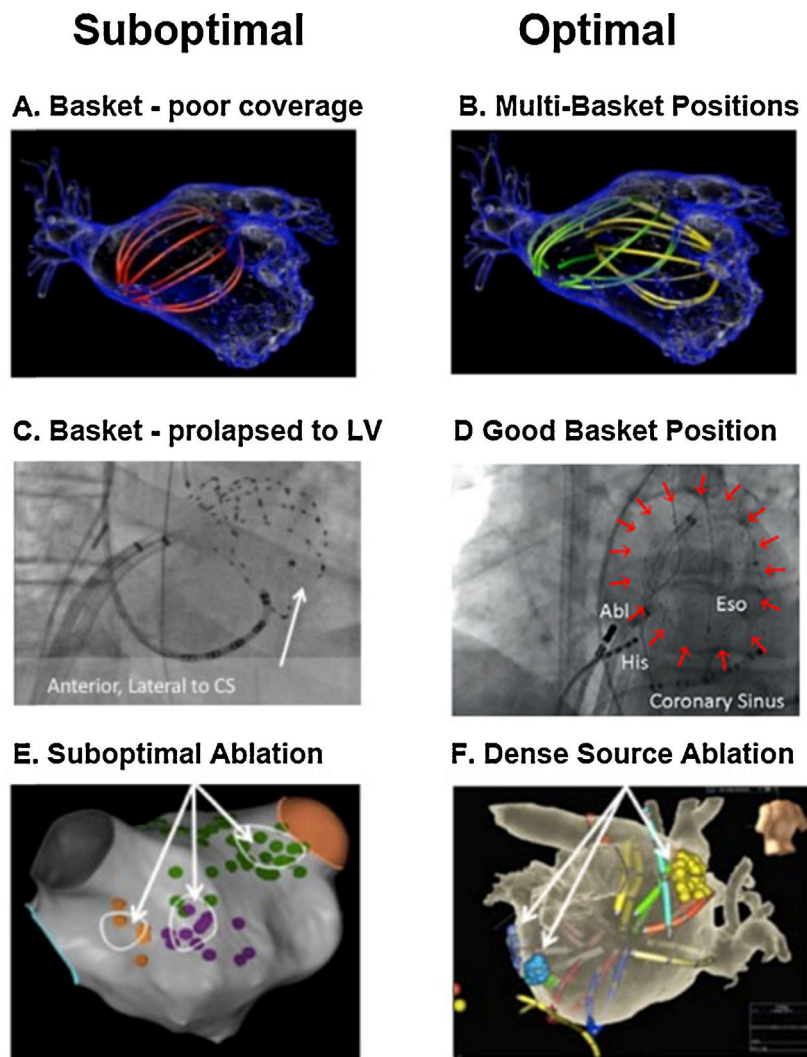 Suboptimal
Optimal
A. Basket - poor coverage
B. Multi-Basket Positions
C. Basket - prolapsed to LV
D Good Basket Position
Anterior, Lateral to CS
Abl
Eso
His
Coronary Sinus
E. Suboptimal Ablation
F. Dense Source Ablation